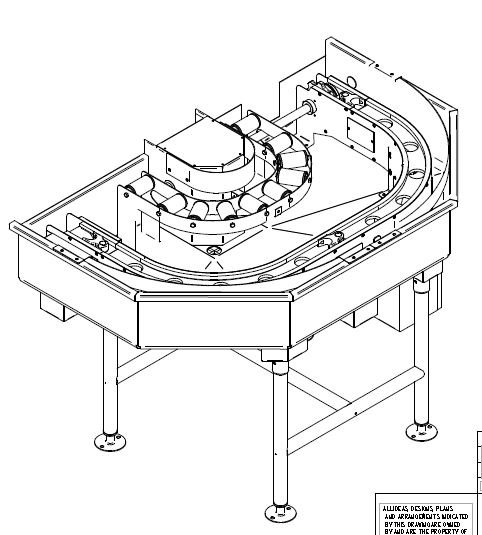 ALL IDEAS, DESIGNS, PLANS
AND ARRANGEMENTS INDICATED
BY THIS DRAWING ARE OWNED
BY AND ARE THE PROPERTY OF